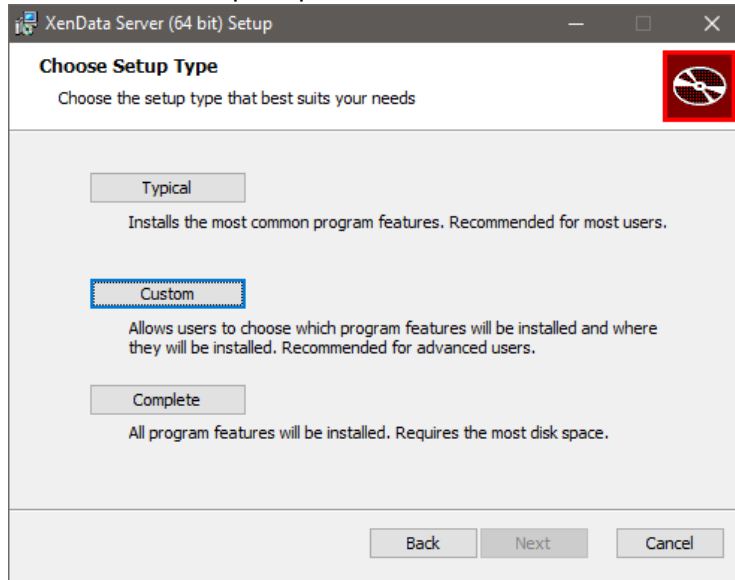 XenData Server (64 bit) Setup
Choose Setup Type
Choose the setup type that best suits your needs
Typical
Installs the most common program features. Recommended for most users.
Custom
Allows users to choose which program features will be installed and where
they will be installed. Recommended for advanced users.
Complete
All program features will be installed. Requires the most disk space.
Back Next Cancel